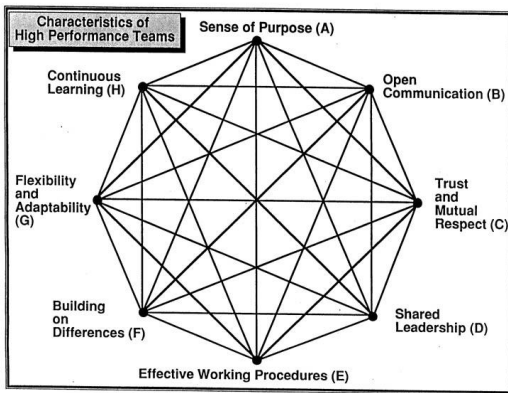 Characteristics of
High Performance Teams
Sense of Purpose (A)
Open
Communication (B)
Trust
and
Mutual
Respect (C)
Shared
Leadership (D)
Effective Working Procedures (E)
Building
on
Differences (F)
Flexibility
and
Adaptability
(G)
Continuous
Learning (H)